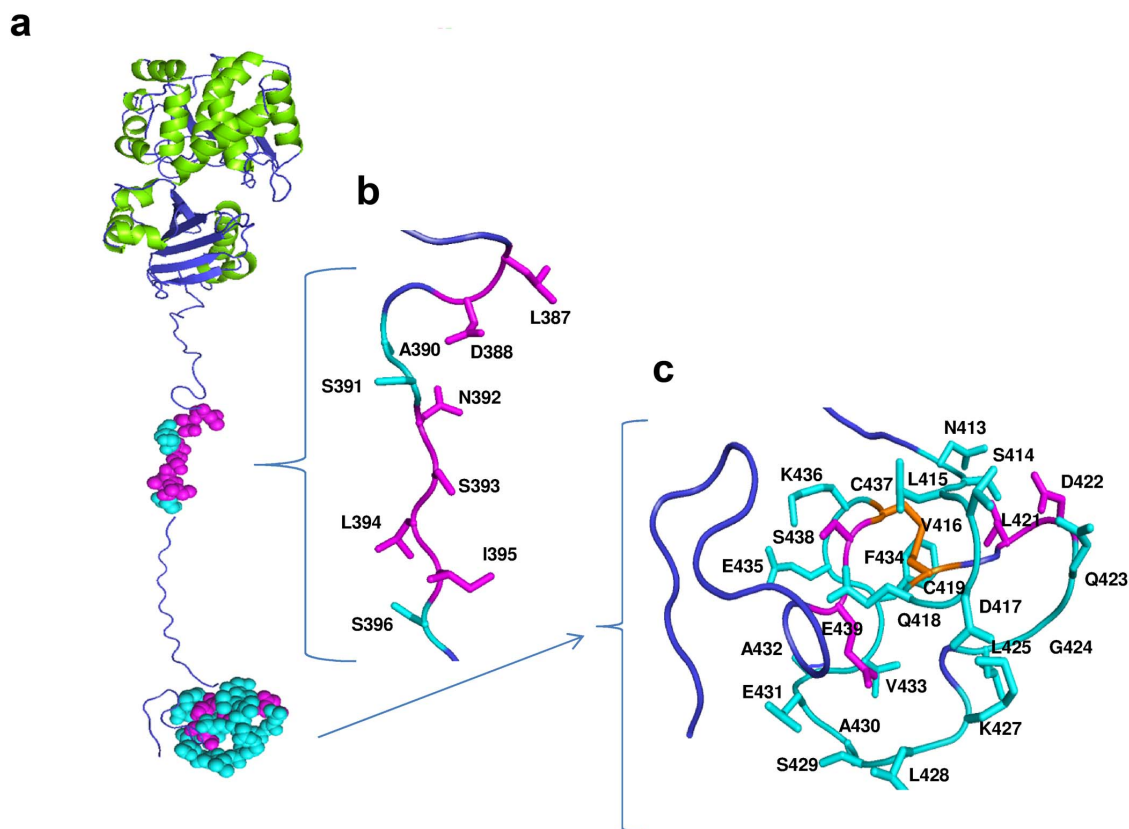 a
b
L387
D388
A390
S391
N392
S393
L394
I395
S396
c
N413
S414
K436
C437
L415
D422
V416
L421
S438
F434
E435
C419
Q423
Q418
D417
E439
A432
L425
G424
V433
E431
A430
K427
S429
L428